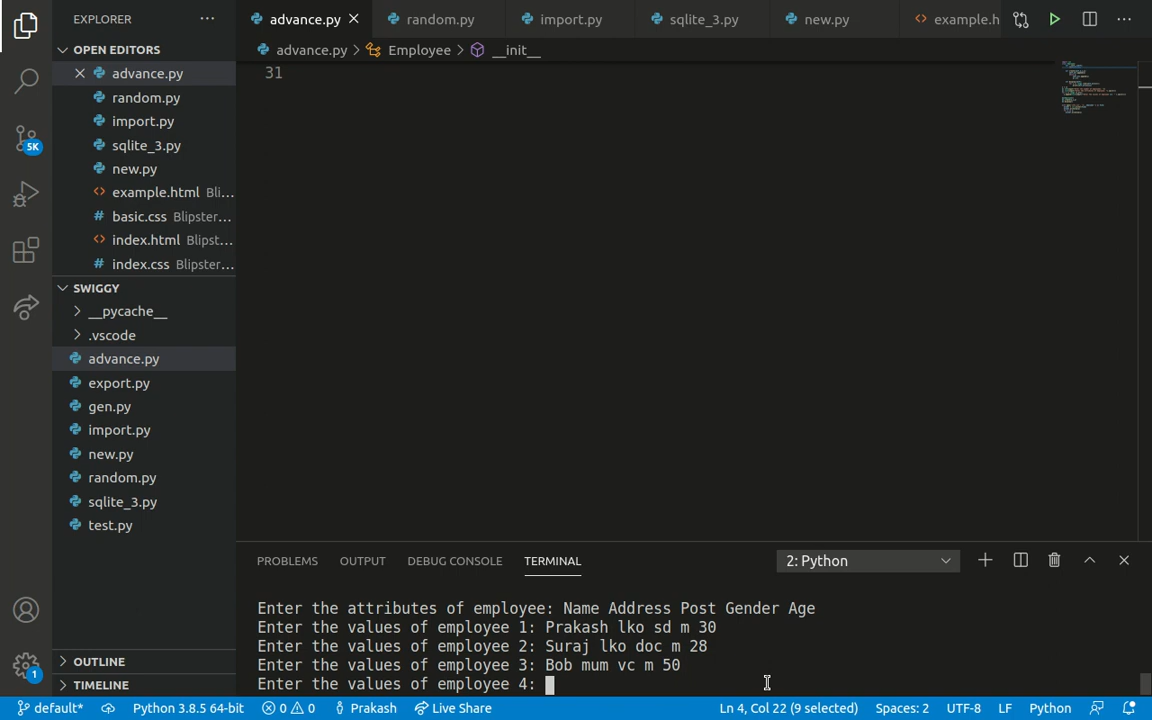 EXPLORER
advance.py
random.py
import.py
sqlite_3.py
new.py
example.h
OPEN EDITORS
advance.py > Employee > __init__
advance.py
random.py
import.py
sqlite_3.py
new.py
example.html Bli...
basic.css Blipster...
index.html Blipst...
index.css Blipster...
31
5K
SWIGGY
__pycache__
.vscode
advance.py
export.py
gen.py
import.py
new.py
random.py
sqlite_3.py
test.py
OUTLINE
TIMELINE
PROBLEMS OUTPUT DEBUG CONSOLE TERMINAL
2: Python
Enter the attributes of employee: Name Address Post Gender Age
Enter the values of employee 1: Prakash lko sd m 30
Enter the values of employee 2: Suraj lko doc m 28
Enter the values of employee 3: Bob mum vc m 50
Enter the values of employee 4:
1
default* Python 3.8.5 64-bit 0 0 Prakash Live Share Ln 4, Col 22 (9 selected) Spaces: 2 UTF-8 LF Python